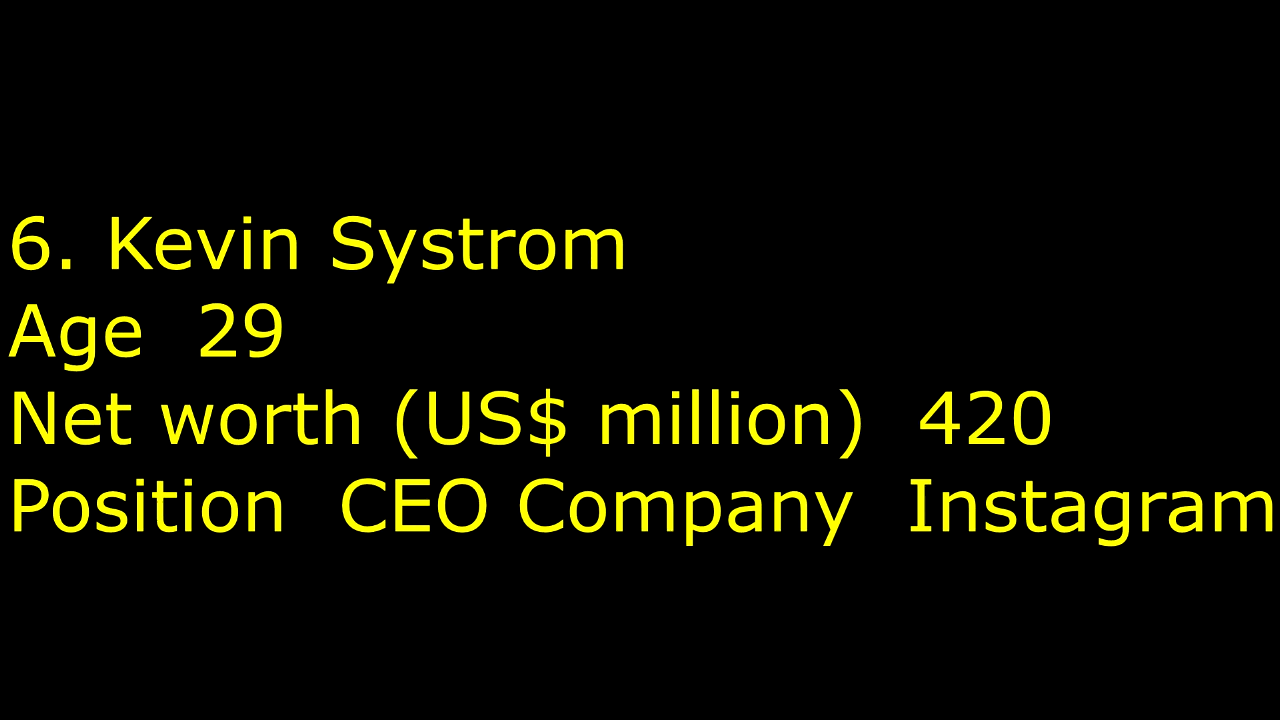 6. Kevin Systrom
Age  29
Net worth (US$ million)  420
Position  CEO Company  Instagram